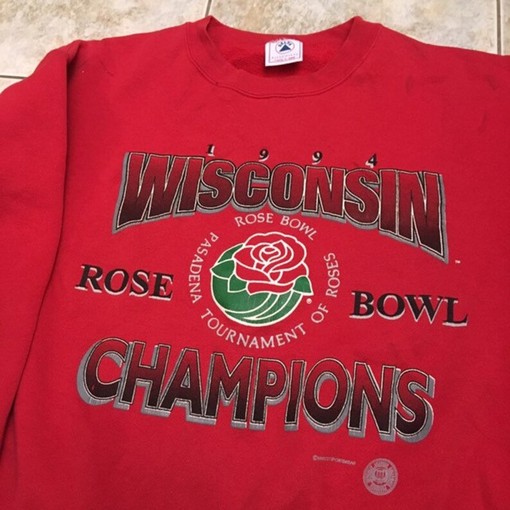 1994
WISCONSIN
ROSE BOWL
PASADENA TOURNAMENT OF ROSES
®
ROSE BOWL
CHAMPIONS